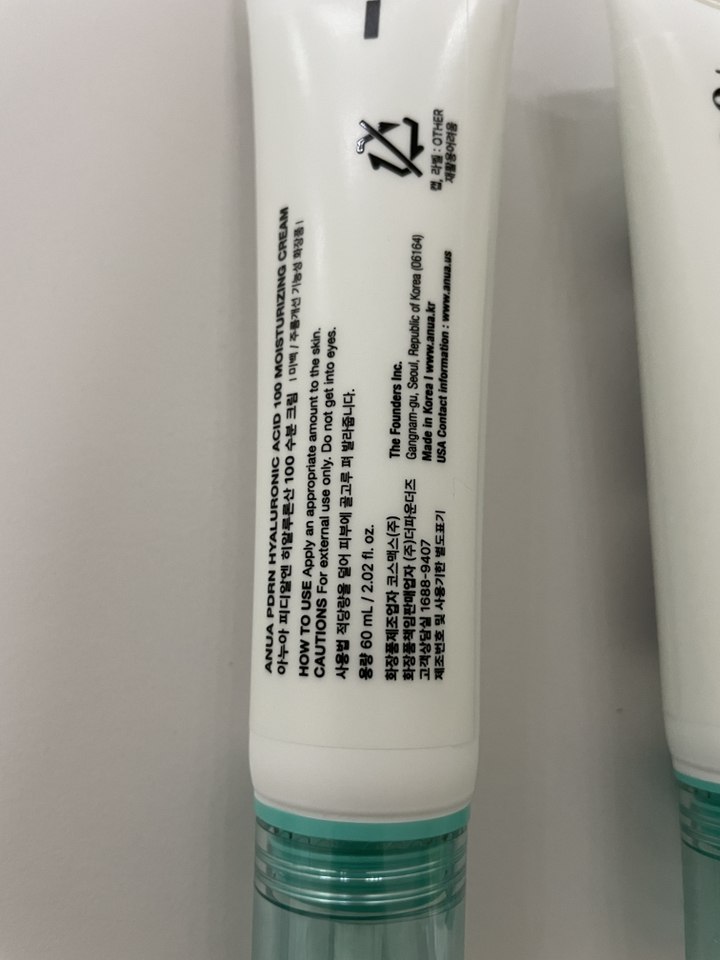 ANUA PDRN HYALURONIC ACID 100 MOISTURIZING CREAM
아누아 피디알엔 히알루론산 100 수분 크림 | 미백 / 주름개선 기능성 화장품 |
HOW TO USE Apply an appropriate amount to the skin.
CAUTIONS For external use only. Do not get into eyes.
사용법 적당량을 덜어 피부에 골고루 펴 발라줍니다.
용량 60 mL / 2.02 fl. oz.
화장품제조업자 코스맥스(주)
화장품책임판매업자 (주)더파운더즈
고객상담실 1688-9407
제조번호 및 사용기한 별도표기
The Founders Inc.
Gangnam-gu, Seoul, Republic of Korea (06164)
Made in Korea | www.anua.kr
USA Contact information : www.anua.us
캡, 라벨 : OTHER
재활용어려움